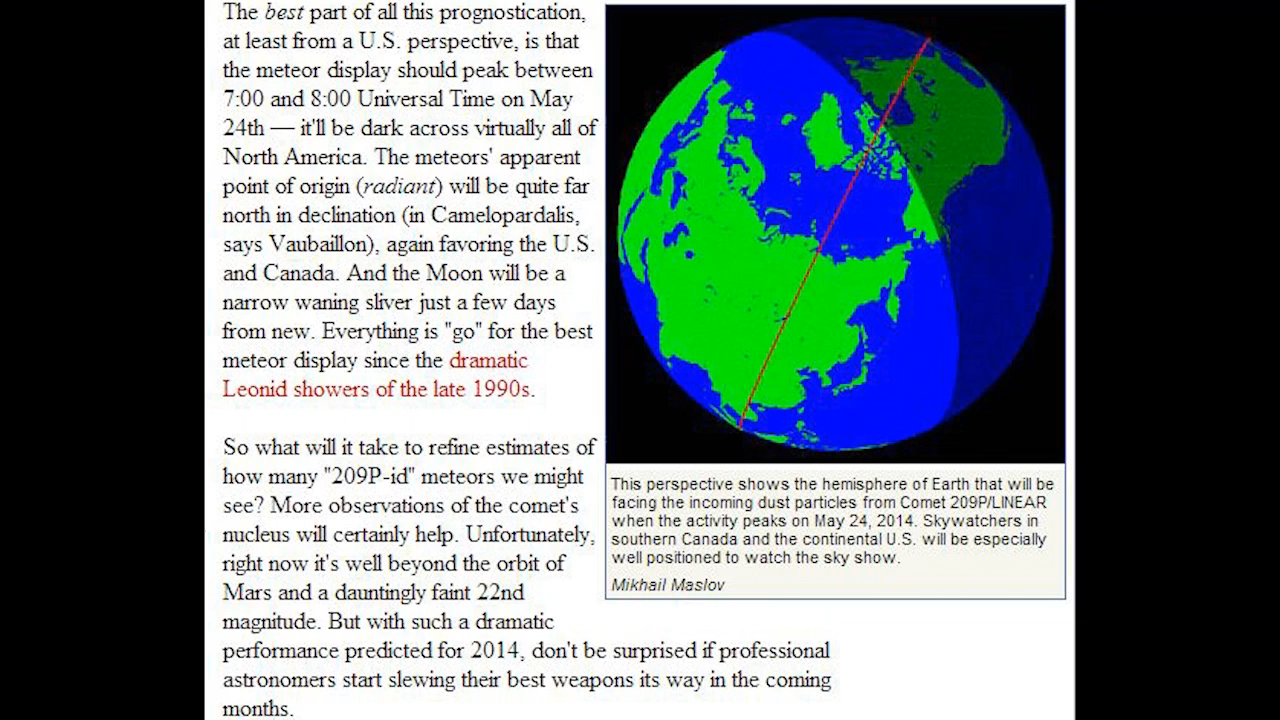 The best part of all this prognostication,
at least from a U.S. perspective, is that
the meteor display should peak between
7:00 and 8:00 Universal Time on May
24th — it'll be dark across virtually all of
North America. The meteors' apparent
point of origin (radiant) will be quite far
north in declination (in Camelopardalis,
says Vaubaillon), again favoring the U.S.
and Canada. And the Moon will be a
narrow waning sliver just a few days
from new. Everything is "go" for the best
meteor display since the dramatic
Leonid showers of the late 1990s.
So what will it take to refine estimates of
how many "209P-id" meteors we might
see? More observations of the comet's
nucleus will certainly help. Unfortunately,
right now it's well beyond the orbit of
Mars and a dauntingly faint 22nd
magnitude. But with such a dramatic
performance predicted for 2014, don't be surprised if professional
astronomers start slewing their best weapons its way in the coming
months.
This perspective shows the hemisphere of Earth that will be
facing the incoming dust particles from Comet 209P/LINEAR
when the activity peaks on May 24, 2014. Skywatchers in
southern Canada and the continental U.S. will be especially
well positioned to watch the sky show.
Mikhail Maslov